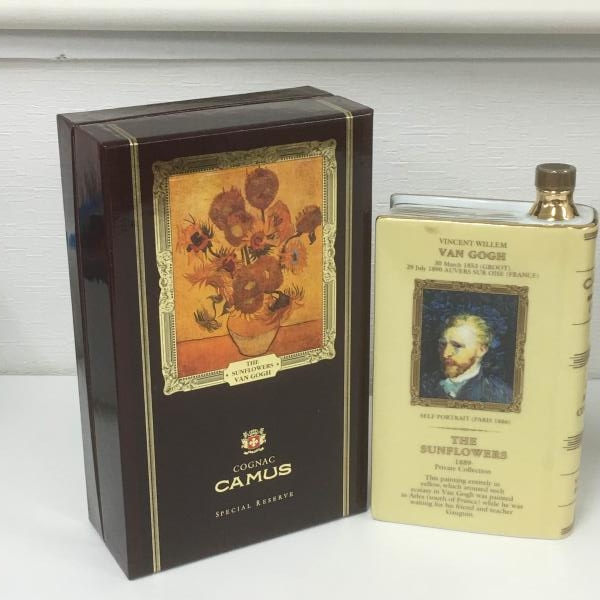 THE
SUNFLOWERS
VAN GOGH
COGNAC
CAMUS
SPECIAL RESERVE
VINCENT WILLEM
VAN GOGH
30 March 1853 (GROOT)
29 July 1890 AUVERS SUR OISE (FRANCE)
SELF PORTRAIT (PARIS 1886)
THE
SUNFLOWERS
1889
Private Collection
This painting entirely in
yellow, which aroused such
ecstasy in Van Gogh was painted
in Arles (south of France) while he was
waiting for his friend and teacher
Gauguin